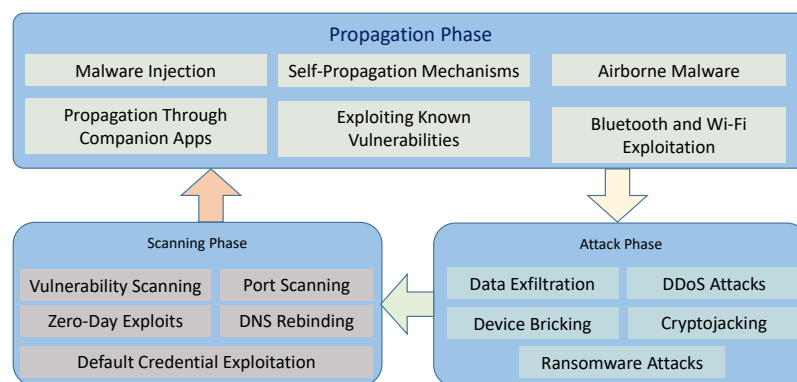 Propagation Phase
Malware Injection
Self-Propagation Mechanisms
Airborne Malware
Propagation Through
Companion Apps
Exploiting Known
Vulnerabilities
Bluetooth and Wi-Fi
Exploitation
Scanning Phase
Vulnerability Scanning
Port Scanning
Zero-Day Exploits
DNS Rebinding
Default Credential Exploitation
Attack Phase
Data Exfiltration
DDoS Attacks
Device Bricking
Cryptojacking
Ransomware Attacks